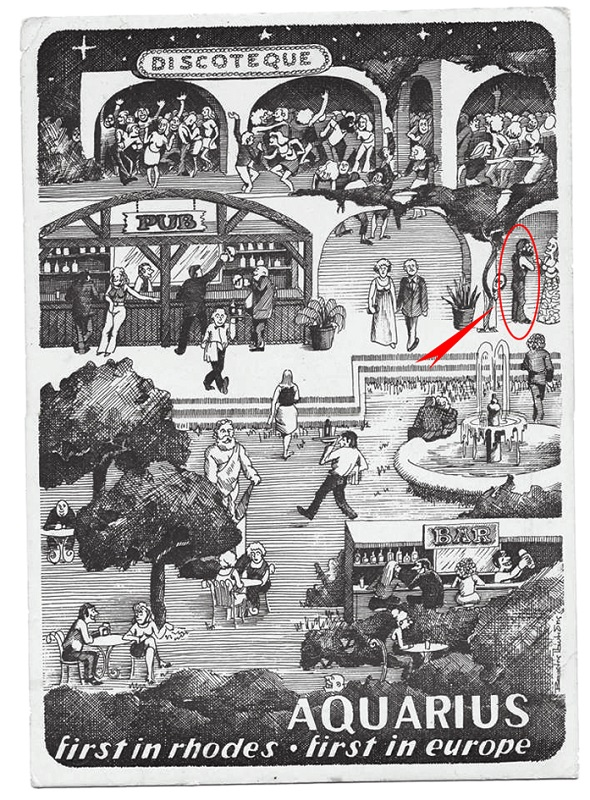 DISCOTEQUE
PUB
BAR
AQUARIUS
first in rhodes • first in europe